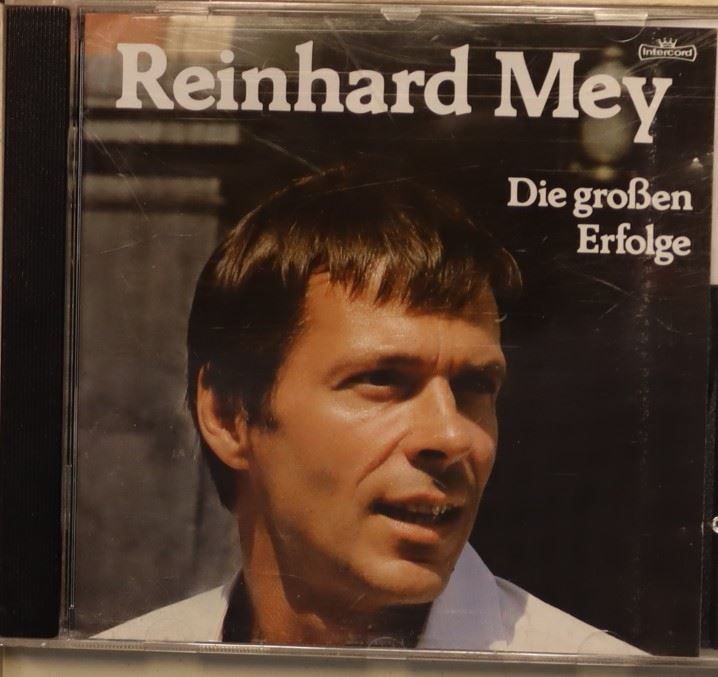 Intercord
Reinhard Mey
Die großen
Erfolge